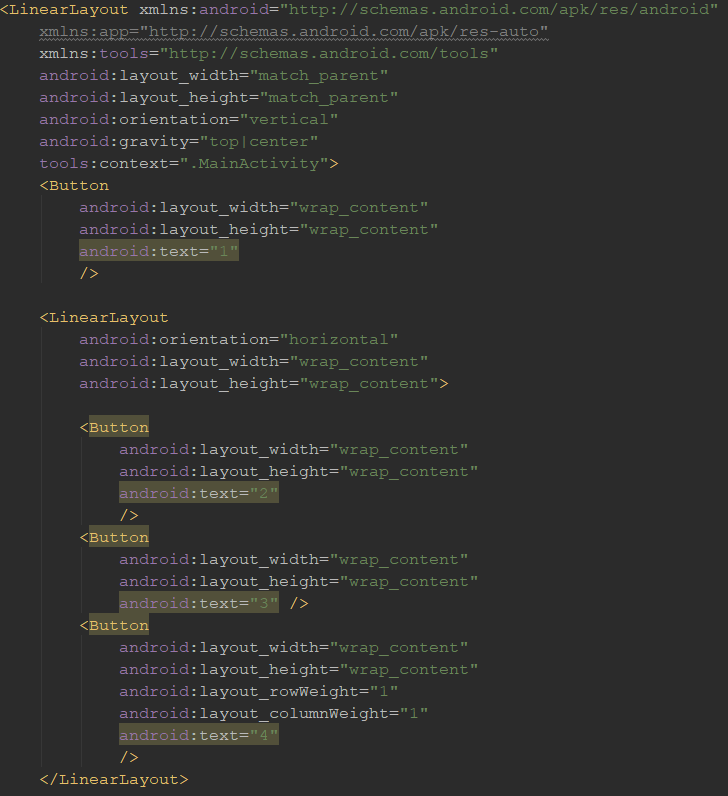 <LinearLayout xmlns:android="http://schemas.android.com/apk/res/android"
    xmlns:app="http://schemas.android.com/apk/res-auto"
    xmlns:tools="http://schemas.android.com/tools"
    android:layout_width="match_parent"
    android:layout_height="match_parent"
    android:orientation="vertical"
    android:gravity="top|center"
    tools:context=".MainActivity">
    <Button
        android:layout_width="wrap_content"
        android:layout_height="wrap_content"
        android:text="1"
        />

    <LinearLayout
        android:orientation="horizontal"
        android:layout_width="wrap_content"
        android:layout_height="wrap_content">

        <Button
            android:layout_width="wrap_content"
            android:layout_height="wrap_content"
            android:text="2"
            />
        <Button
            android:layout_width="wrap_content"
            android:layout_height="wrap_content"
            android:text="3" />
        <Button
            android:layout_width="wrap_content"
            android:layout_height="wrap_content"
            android:layout_rowWeight="1"
            android:layout_columnWeight="1"
            android:text="4"
            />
    </LinearLayout>